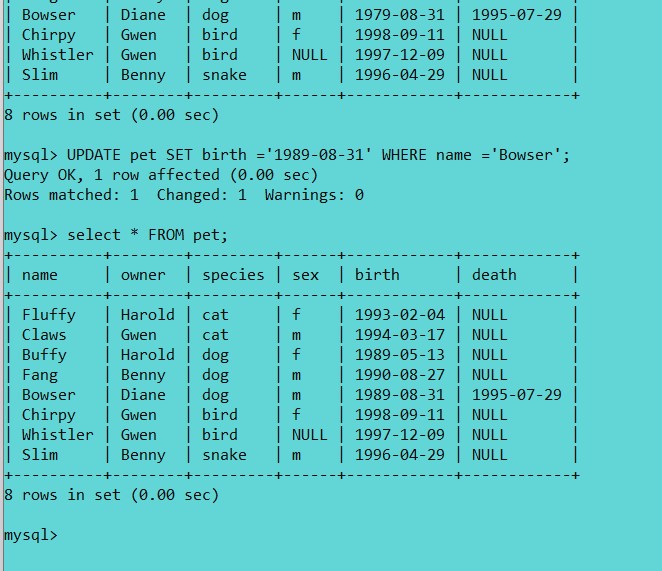 | Bowser   | Diane  | dog     | m    | 1979-08-31 | 1995-07-29 |
| Chirpy   | Gwen   | bird    | f    | 1998-09-11 | NULL       |
| Whistler | Gwen   | bird    | NULL | 1997-12-09 | NULL       |
| Slim     | Benny  | snake   | m    | 1996-04-29 | NULL       |
+----------+--------+---------+------+------------+------------+
8 rows in set (0.00 sec)
mysql> UPDATE pet SET birth ='1989-08-31' WHERE name ='Bowser';
Query OK, 1 row affected (0.00 sec)
Rows matched: 1  Changed: 1  Warnings: 0
mysql> select * FROM pet;
+----------+--------+---------+------+------------+------------+
| name     | owner  | species | sex  | birth      | death      |
+----------+--------+---------+------+------------+------------+
| Fluffy   | Harold | cat     | f    | 1993-02-04 | NULL       |
| Claws    | Gwen   | cat     | m    | 1994-03-17 | NULL       |
| Buffy    | Harold | dog     | f    | 1989-05-13 | NULL       |
| Fang     | Benny  | dog     | m    | 1990-08-27 | NULL       |
| Bowser   | Diane  | dog     | m    | 1989-08-31 | 1995-07-29 |
| Chirpy   | Gwen   | bird    | f    | 1998-09-11 | NULL       |
| Whistler | Gwen   | bird    | NULL | 1997-12-09 | NULL       |
| Slim     | Benny  | snake   | m    | 1996-04-29 | NULL       |
+----------+--------+---------+------+------------+------------+
8 rows in set (0.00 sec)
mysql>